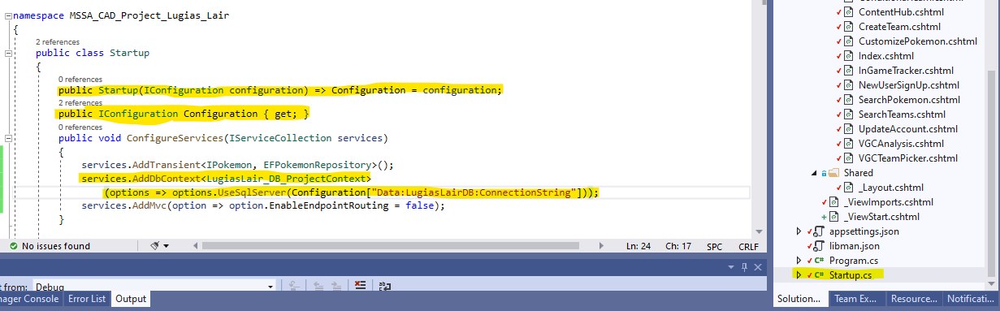 namespace MSSA_CAD_Project_Lugias_Lair
{
2 references
public class Startup
{
0 references
public Startup(IConfiguration configuration) => Configuration = configuration;
2 references
public IConfiguration Configuration { get; }
0 references
public void ConfigureServices(IServiceCollection services)
{
services.AddTransient<IPokemon, EFPokemonRepository>();
services.AddDbContext<LugiasLair_DB_ProjectContext>
(options => options.UseSqlServer(Configuration["Data:LugiasLairDB:ConnectionString"]));
services.AddMvc(option => option.EnableEndpointRouting = false);
}
No issues found
Ln: 24
Ch: 17
SPC
CRLF
t from:
Debug
nager Console
Error List
Output
ContentHub.cshtml
CreateTeam.cshtml
CustomizePokemon.cshtml
Index.cshtml
InGameTracker.cshtml
NewUserSignUp.cshtml
SearchPokemon.cshtml
SearchTeams.cshtml
UpdateAccount.cshtml
VGCAnalysis.cshtml
VGCTeamPicker.cshtml
Shared
_Layout.cshtml
_ViewImports.cshtml
_ViewStart.cshtml
appsettings.json
libman.json
C# Program.cs
C# Startup.cs
Solution...
Team Ex...
Resource...
Notificati...